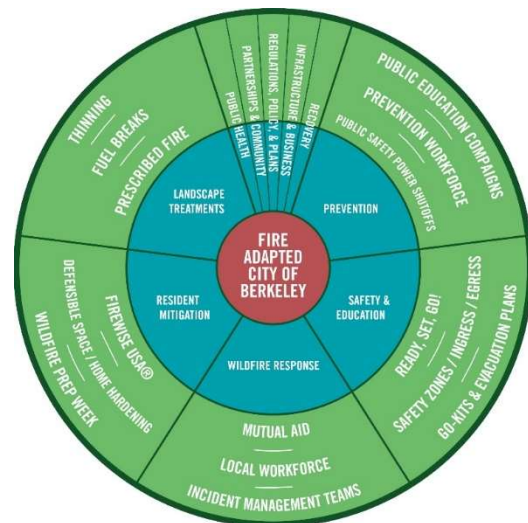 FIRE
ADAPTED
CITY OF
BERKELEY
PUBLIC HEALTH
PARTNERSHIPS & COMMUNITY
REGULATIONS, POLICY, & PLANS
INFRASTRUCTURE & BUSINESS
RECOVERY
PREVENTION
PUBLIC EDUCATION COMPAIGNS
PREVENTION WORKFORCE
PUBLIC SAFETY POWER SHUTOFFS
SAFETY &
EDUCATION
READY, SET, GO!
SAFETY ZONES / INGRESS / EGRESS
GO-KITS & EVACUATION PLANS
WILDFIRE RESPONSE
MUTUAL AID
LOCAL WORKFORCE
INCIDENT MANAGEMENT TEAMS
RESIDENT
MITIGATION
FIREWISE USA®
DEFENSIBLE SPACE / HOME HARDENING
WILDFIRE PREP WEEK
LANDSCAPE
TREATMENTS
THINNING
FUEL BREAKS
PRESCRIBED FIRE